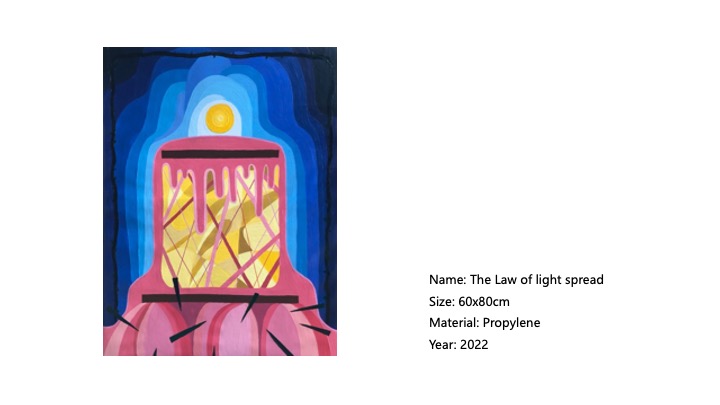 Name: The Law of light spread
Size: 60x80cm
Material: Propylene
Year: 2022